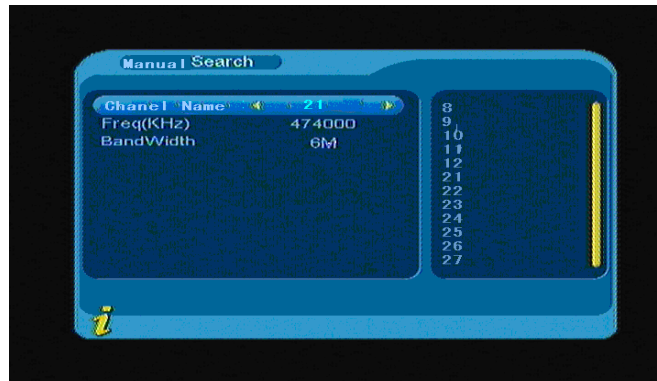 Manual Search
Chanel Name 21
Freq(KHz) 474000
BandWidth 6M
8
9
10
11
12
21
22
23
24
25
26
27
i